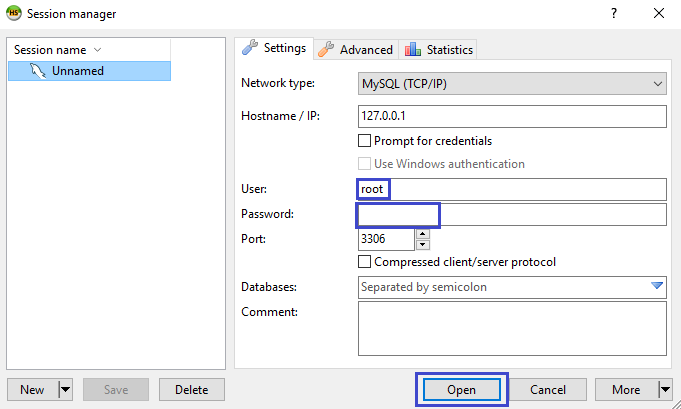 HS Session manager
Session name
Unnamed
Settings Advanced Statistics
Network type: MySQL (TCP/IP)
Hostname / IP: 127.0.0.1
Prompt for credentials
Use Windows authentication
User: root
Password:
Port: 3306
Compressed client/server protocol
Databases: Separated by semicolon
Comment:
New Save Delete Open Cancel More